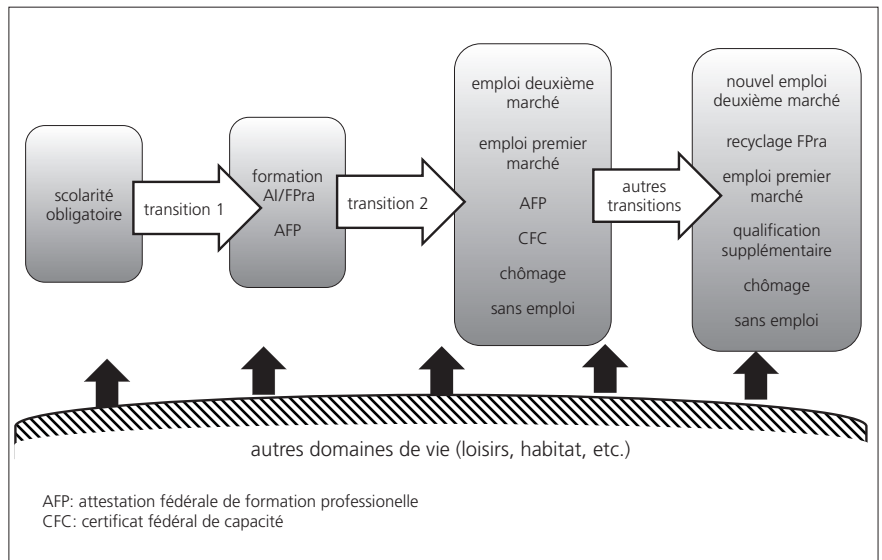 scolarité
obligatoire
transition 1
formation
AI/FPra
AFP
transition 2
emploi deuxième
marché
emploi premier
marché
AFP
CFC
chômage
sans emploi
autres
transitions
nouvel emploi
deuxième marché
recyclage FPra
emploi premier
marché
qualification
supplémentaire
chômage
sans emploi
autres domaines de vie (loisirs, habitat, etc.)
AFP: attestation fédérale de formation professionelle
CFC: certificat fédéral de capacité